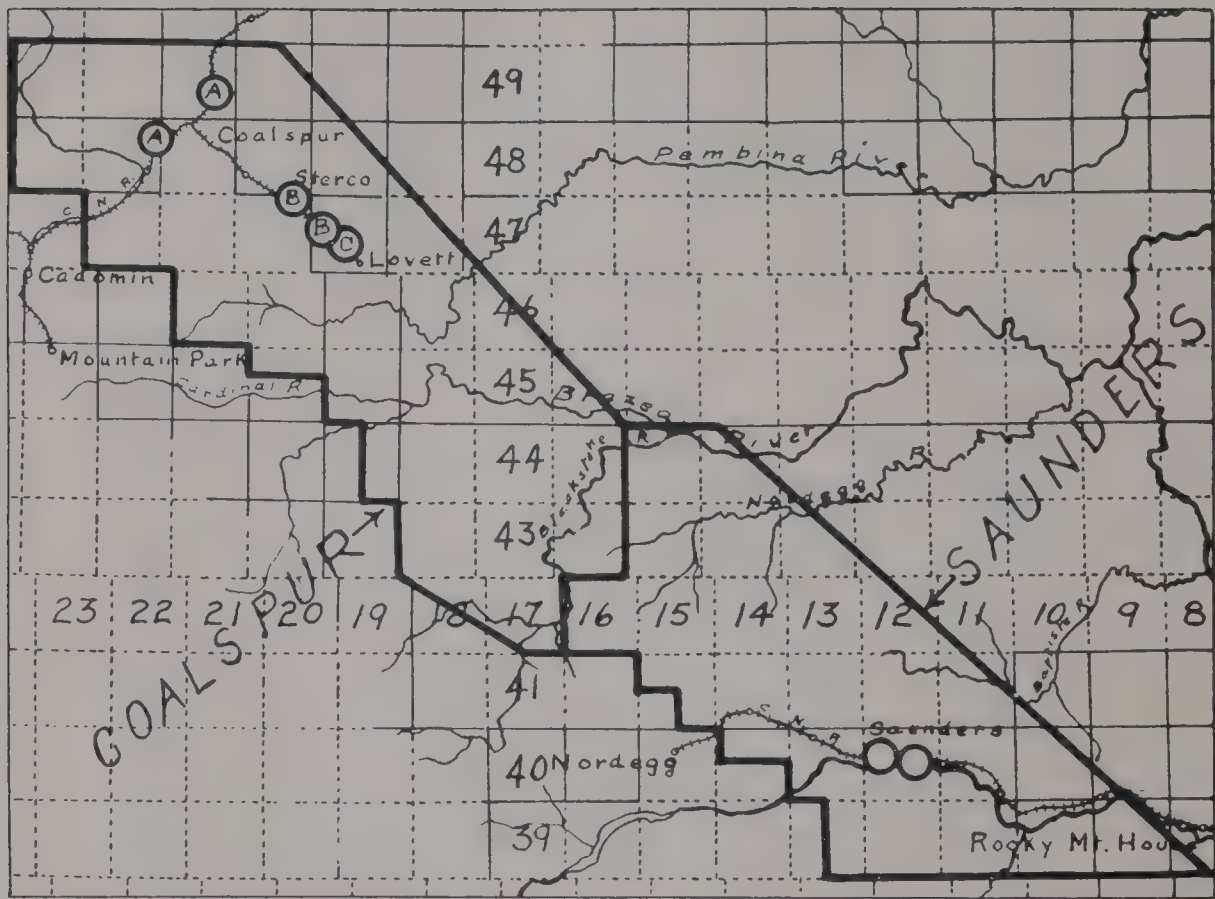 49
A
A
Coalspur
48
Pembina River
Sterco
B
B
C
47
C N R.
Lovett
Cadomin
46
Mountain Park
45
Cardinal R
Brazeau
R
River
44
Blackstone
Nordegg R
43
SAUNDERS
COALSPUR
23 22 21 20 19 18 17 16 15 14 13 12 11 10 9 8
41
C N R
Saunders
40
Nordegg
39
Rocky Mt. House